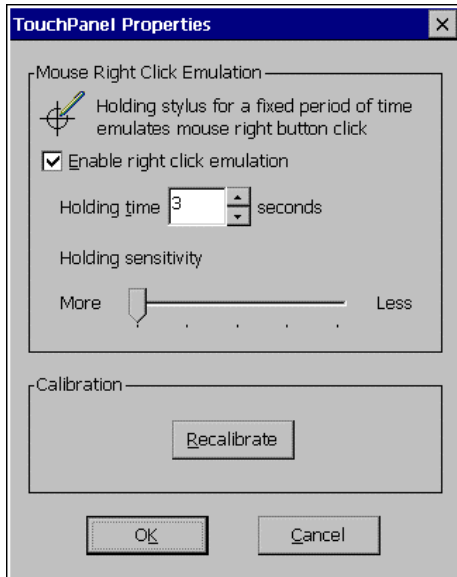 TouchPanel Properties
Mouse Right Click Emulation
Holding stylus for a fixed period of time
emulates mouse right button click
Enable right click emulation
Holding time 3 seconds
Holding sensitivity
More Less
Calibration
Recalibrate
OK Cancel